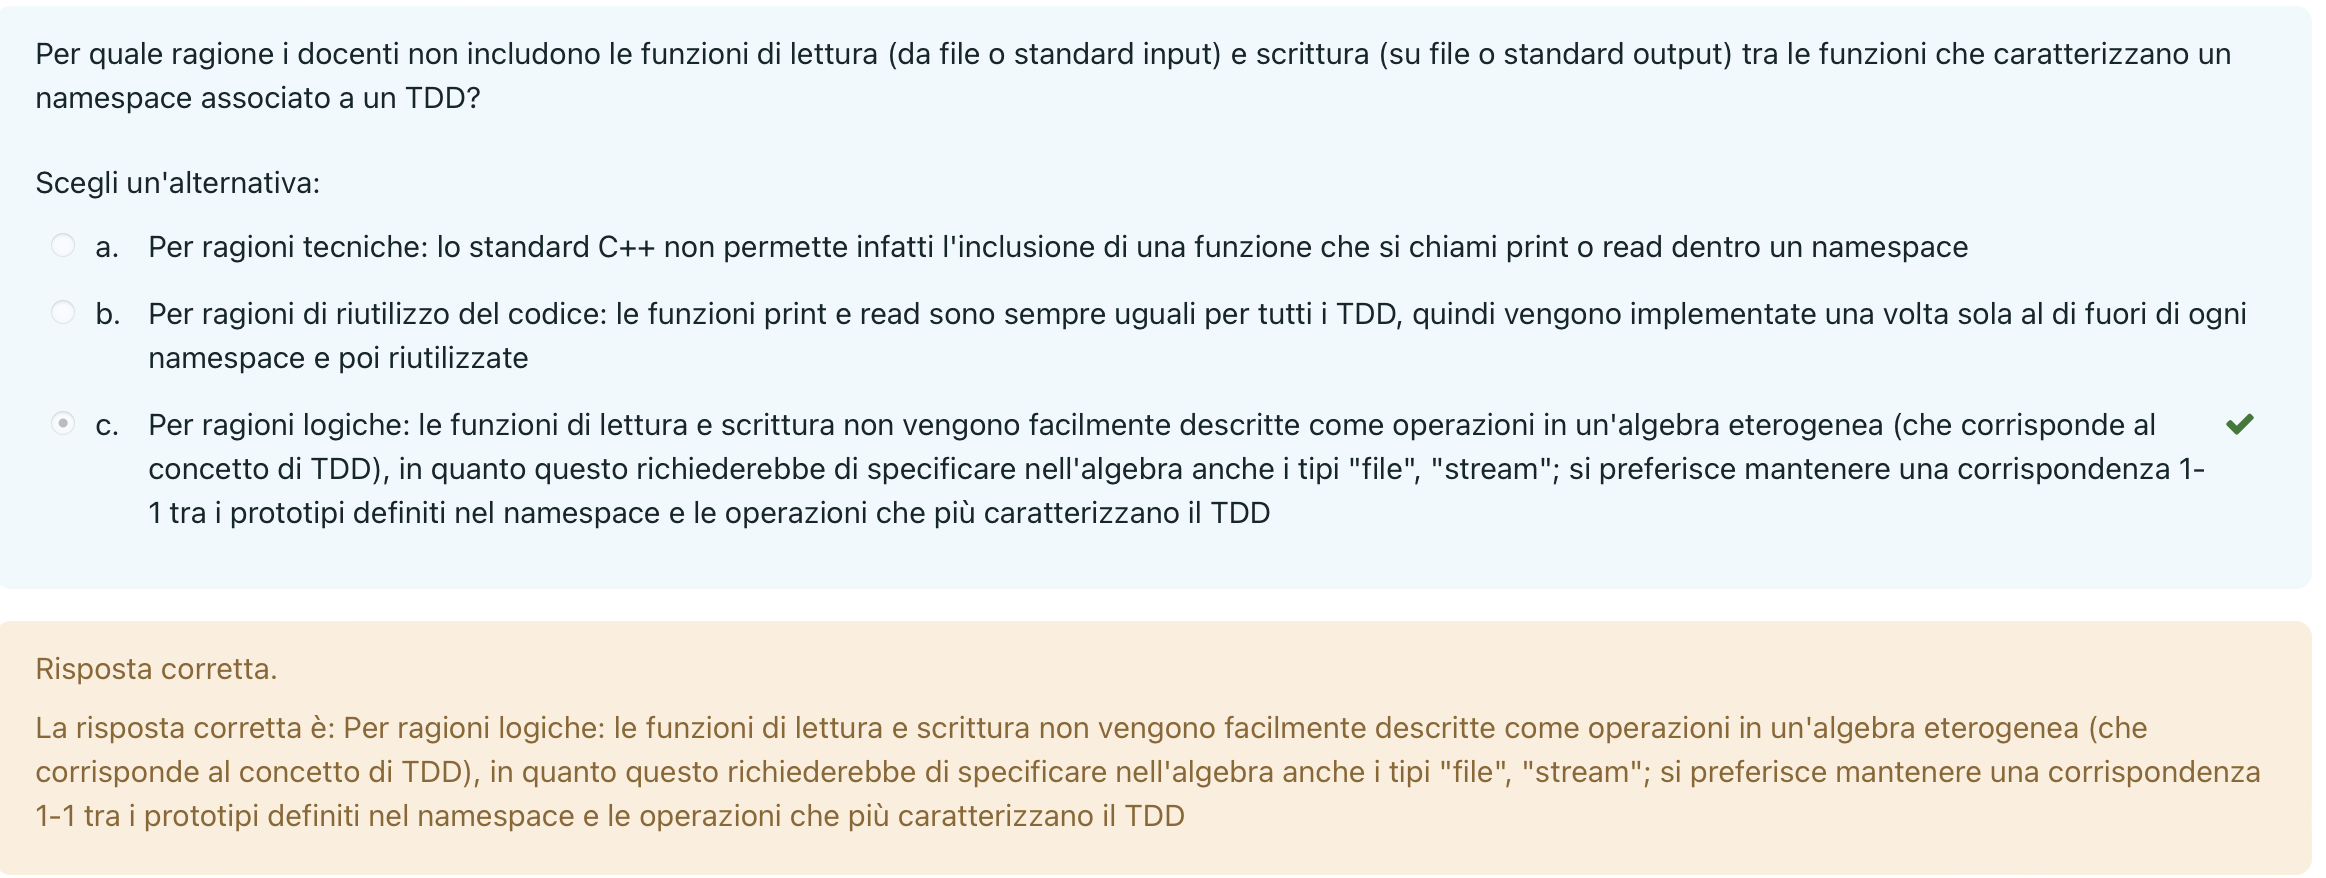 Per quale ragione i docenti non includono le funzioni di lettura (da file o standard input) e scrittura (su file o standard output) tra le funzioni che caratterizzano un
namespace associato a un TDD?
Scegli un'alternativa:
a. Per ragioni tecniche: lo standard C++ non permette infatti l'inclusione di una funzione che si chiami print o read dentro un namespace
b. Per ragioni di riutilizzo del codice: le funzioni print e read sono sempre uguali per tutti i TDD, quindi vengono implementate una volta sola al di fuori di ogni
namespace e poi riutilizzate
c. Per ragioni logiche: le funzioni di lettura e scrittura non vengono facilmente descritte come operazioni in un'algebra eterogenea (che corrisponde al
concetto di TDD), in quanto questo richiederebbe di specificare nell'algebra anche i tipi "file", "stream"; si preferisce mantenere una corrispondenza 1-
1 tra i prototipi definiti nel namespace e le operazioni che più caratterizzano il TDD
Risposta corretta.
La risposta corretta è: Per ragioni logiche: le funzioni di lettura e scrittura non vengono facilmente descritte come operazioni in un'algebra eterogenea (che
corrisponde al concetto di TDD), in quanto questo richiederebbe di specificare nell'algebra anche i tipi "file", "stream"; si preferisce mantenere una corrispondenza
1-1 tra i prototipi definiti nel namespace e le operazioni che più caratterizzano il TDD